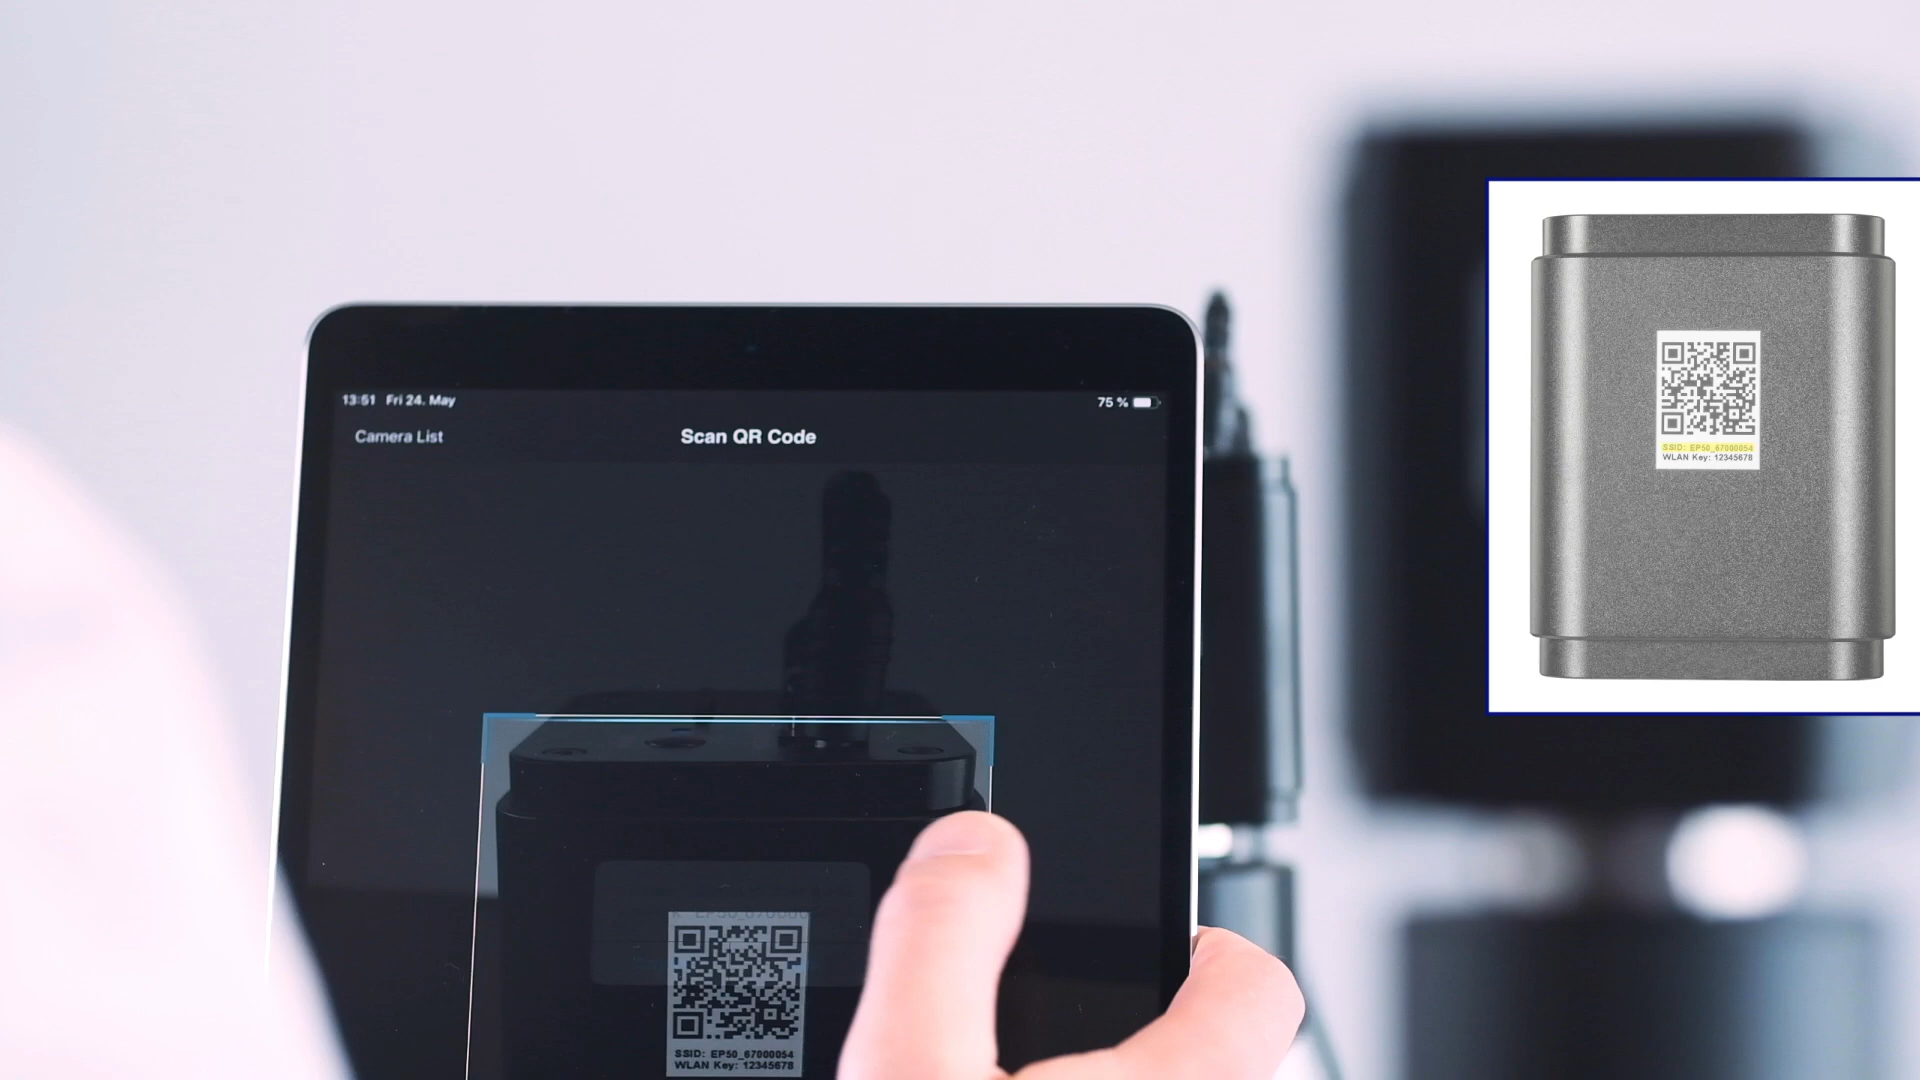 13:51 Fri 24. May
75 %
Camera List
Scan QR Code
SSID: EP50_67000054
WLAN Key: 12345678
SSID: EP50_67000054
WLAN Key: 12345678